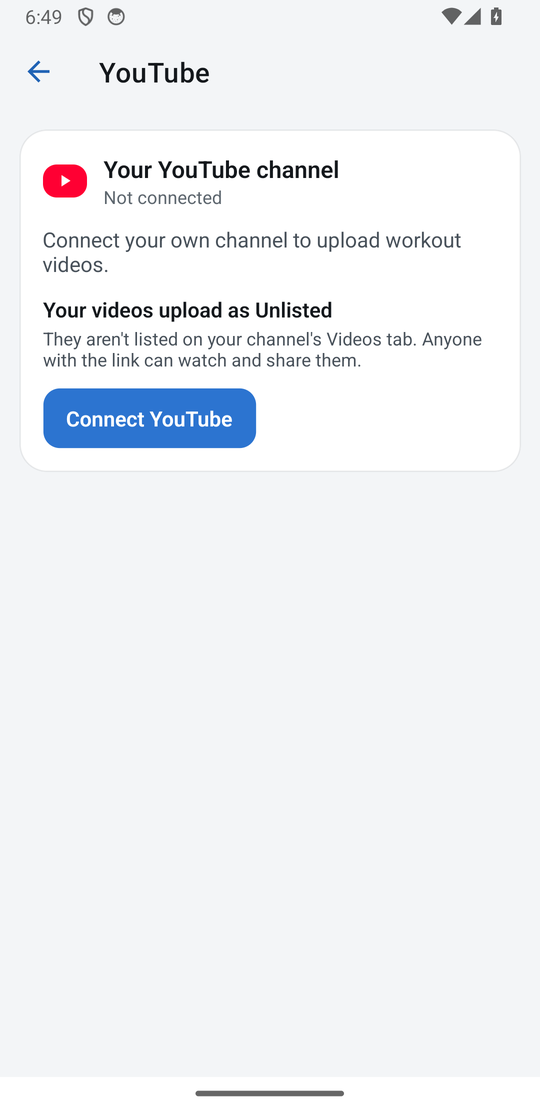 6:49
YouTube
Your YouTube channel
Not connected
Connect your own channel to upload workout
videos.
Your videos upload as Unlisted
They aren't listed on your channel's Videos tab. Anyone
with the link can watch and share them.
Connect YouTube